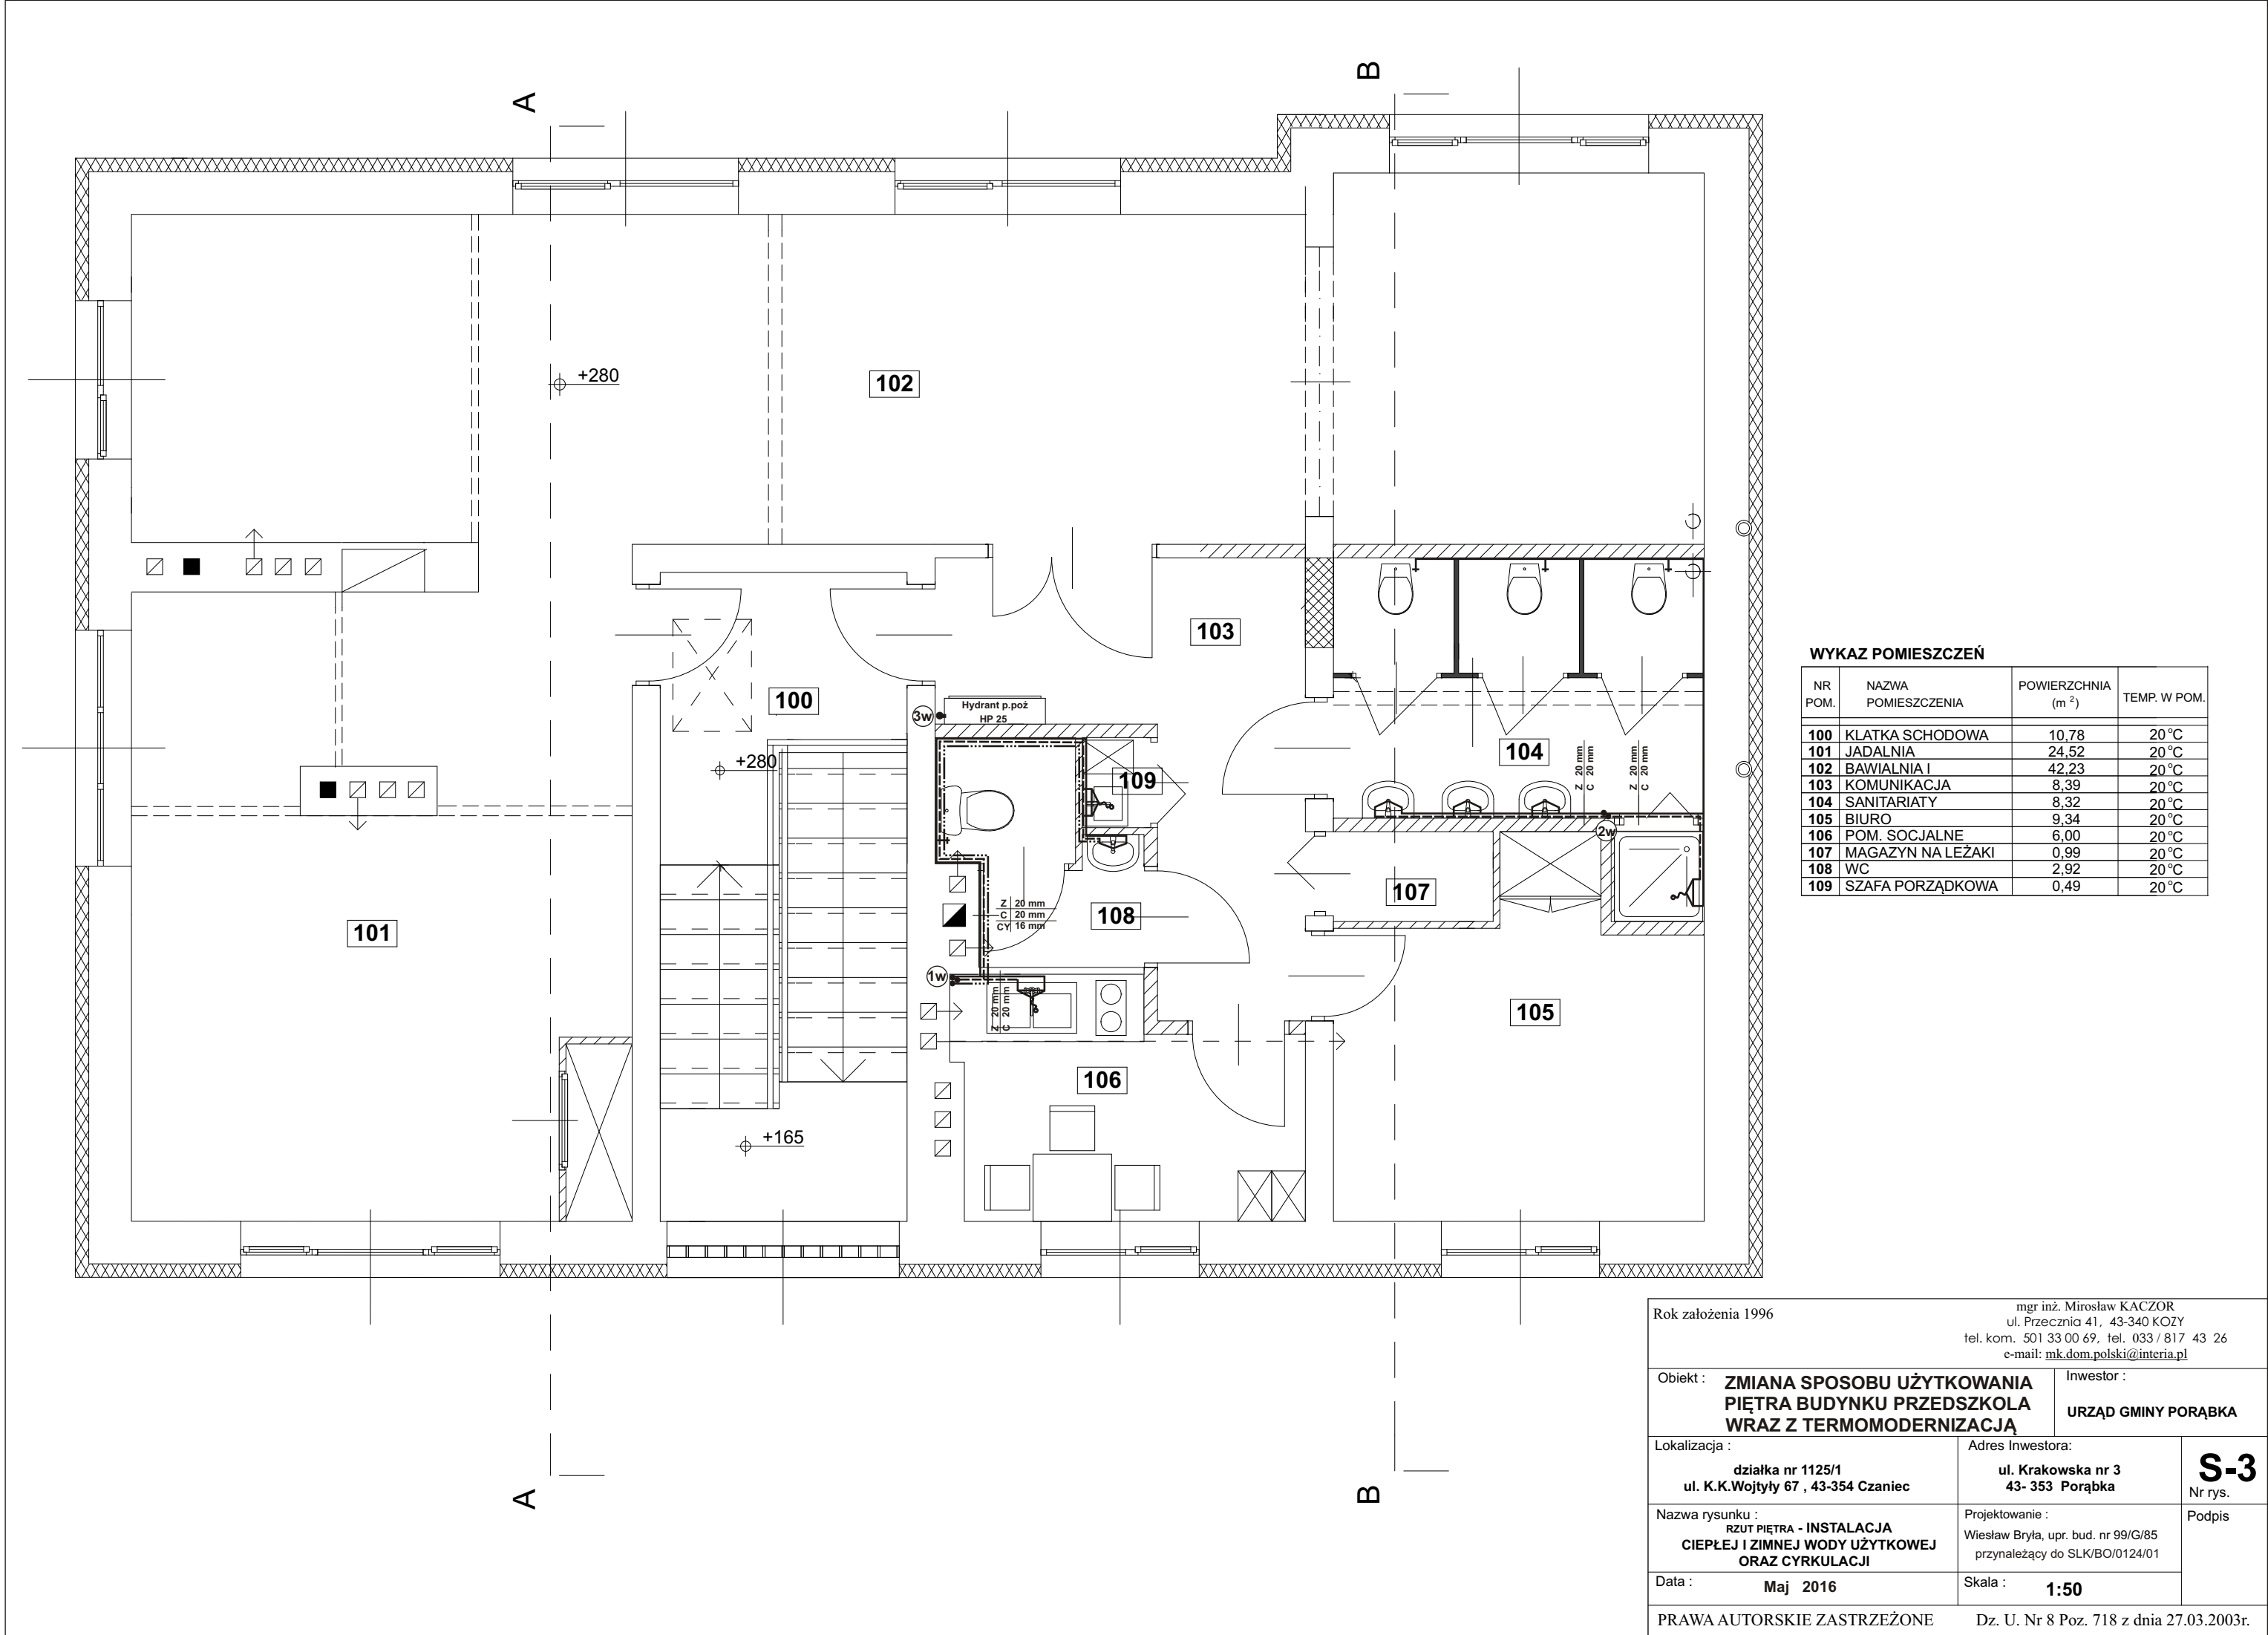 A
B
+280
102
103
Hydrant p.poż
HP 25
3w
100
+280
109
104
Z 20 mm
C 20 mm
Z 20 mm
C 20 mm
2w
107
101
Z 20 mm
C 20 mm
CY 16 mm
108
1w
Z 20 mm
C 20 mm
105
106
+165
A
B
WYKAZ POMIESZCZEŃ
NR POM. NAZWA POMIESZCZENIA POWIERZCHNIA (m ²) TEMP. W POM.
100 KLATKA SCHODOWA 10,78 20°C
101 JADALNIA 24,52 20°C
102 BAWIALNIA I 42,23 20°C
103 KOMUNIKACJA 8,39 20°C
104 SANITARIATY 8,32 20°C
105 BIURO 9,34 20°C
106 POM. SOCJALNE 6,00 20°C
107 MAGAZYN NA LEŻAKI 0,99 20°C
108 WC 2,92 20°C
109 SZAFA PORZĄDKOWA 0,49 20°C
Rok założenia 1996
mgr inż. Mirosław KACZOR
ul. Przecznia 41, 43-340 KOZY
tel. kom. 501 33 00 69, tel. 033 / 817 43 26
e-mail: mk.dom.polski@interia.pl
Obiekt :
ZMIANA SPOSOBU UŻYTKOWANIA
PIĘTRA BUDYNKU PRZEDSZKOLA
WRAZ Z TERMOMODERNIZACJĄ
Inwestor :
URZĄD GMINY PORĄBKA
Lokalizacja :
działka nr 1125/1
ul. K.K.Wojtyły 67 , 43-354 Czaniec
Adres Inwestora:
ul. Krakowska nr 3
43- 353 Porąbka
S-3
Nr rys.
Nazwa rysunku :
RZUT PIĘTRA - INSTALACJA
CIEPŁEJ I ZIMNEJ WODY UŻYTKOWEJ
ORAZ CYRKULACJI
Projektowanie :
Wiesław Bryła, upr. bud. nr 99/G/85
przynależący do SLK/BO/0124/01
Podpis
Data :
Maj 2016
Skala :
1:50
PRAWA AUTORSKIE ZASTRZEŻONE
Dz. U. Nr 8 Poz. 718 z dnia 27.03.2003r.